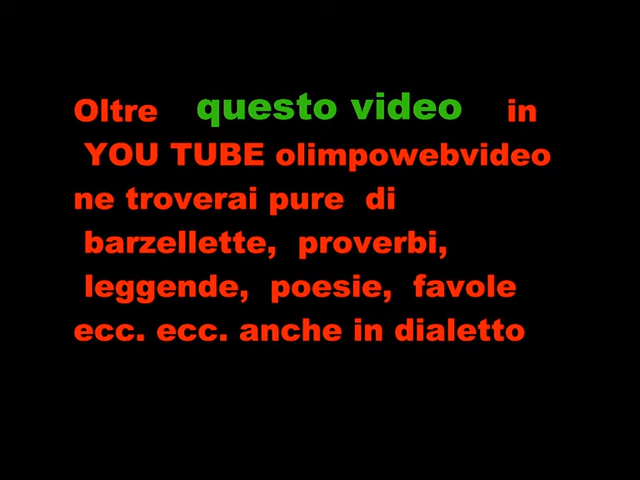 Oltre questo video in
YOU TUBE olimpowebvideo
ne troverai pure di
barzellette, proverbi,
leggende, poesie, favole
ecc. ecc. anche in dialetto